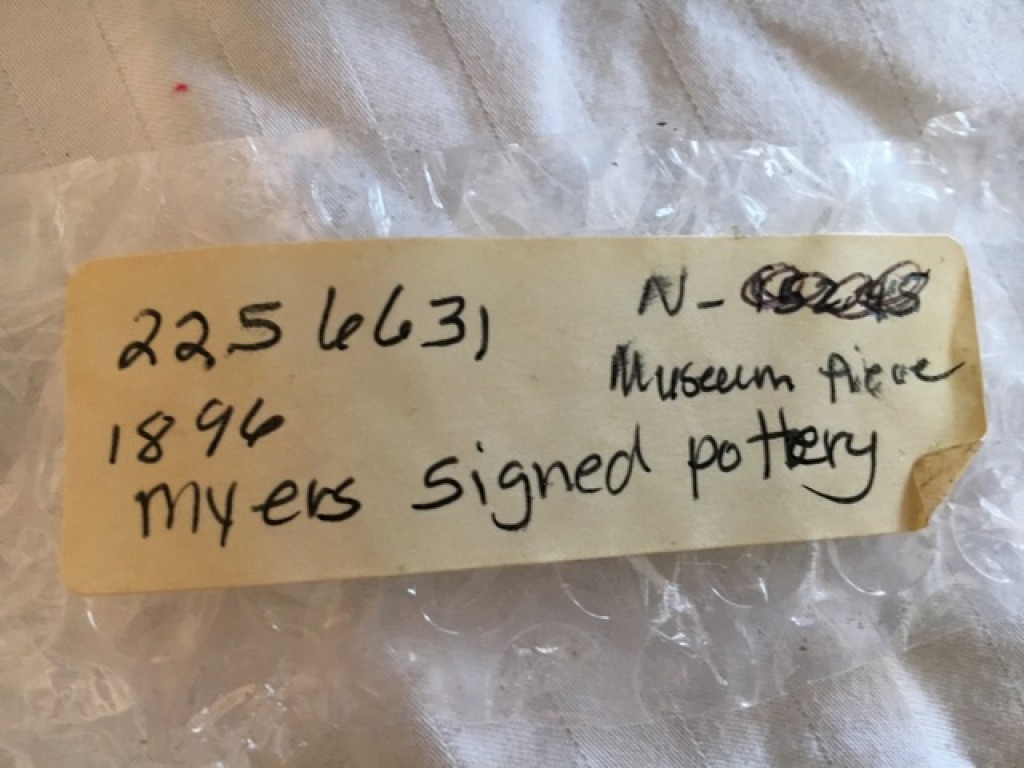 2256631 N-
Museum Piece
1896
Myers signed pottery